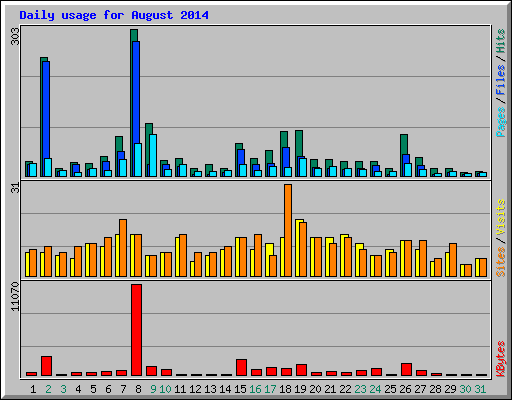 Daily usage for August 2014
303
Pages / Files / Hits
31
Sites / Visits
11070
KBytes
1 2 3 4 5 6 7 8 9 10 11 12 13 14 15 16 17 18 19 20 21 22 23 24 25 26 27 28 29 30 31